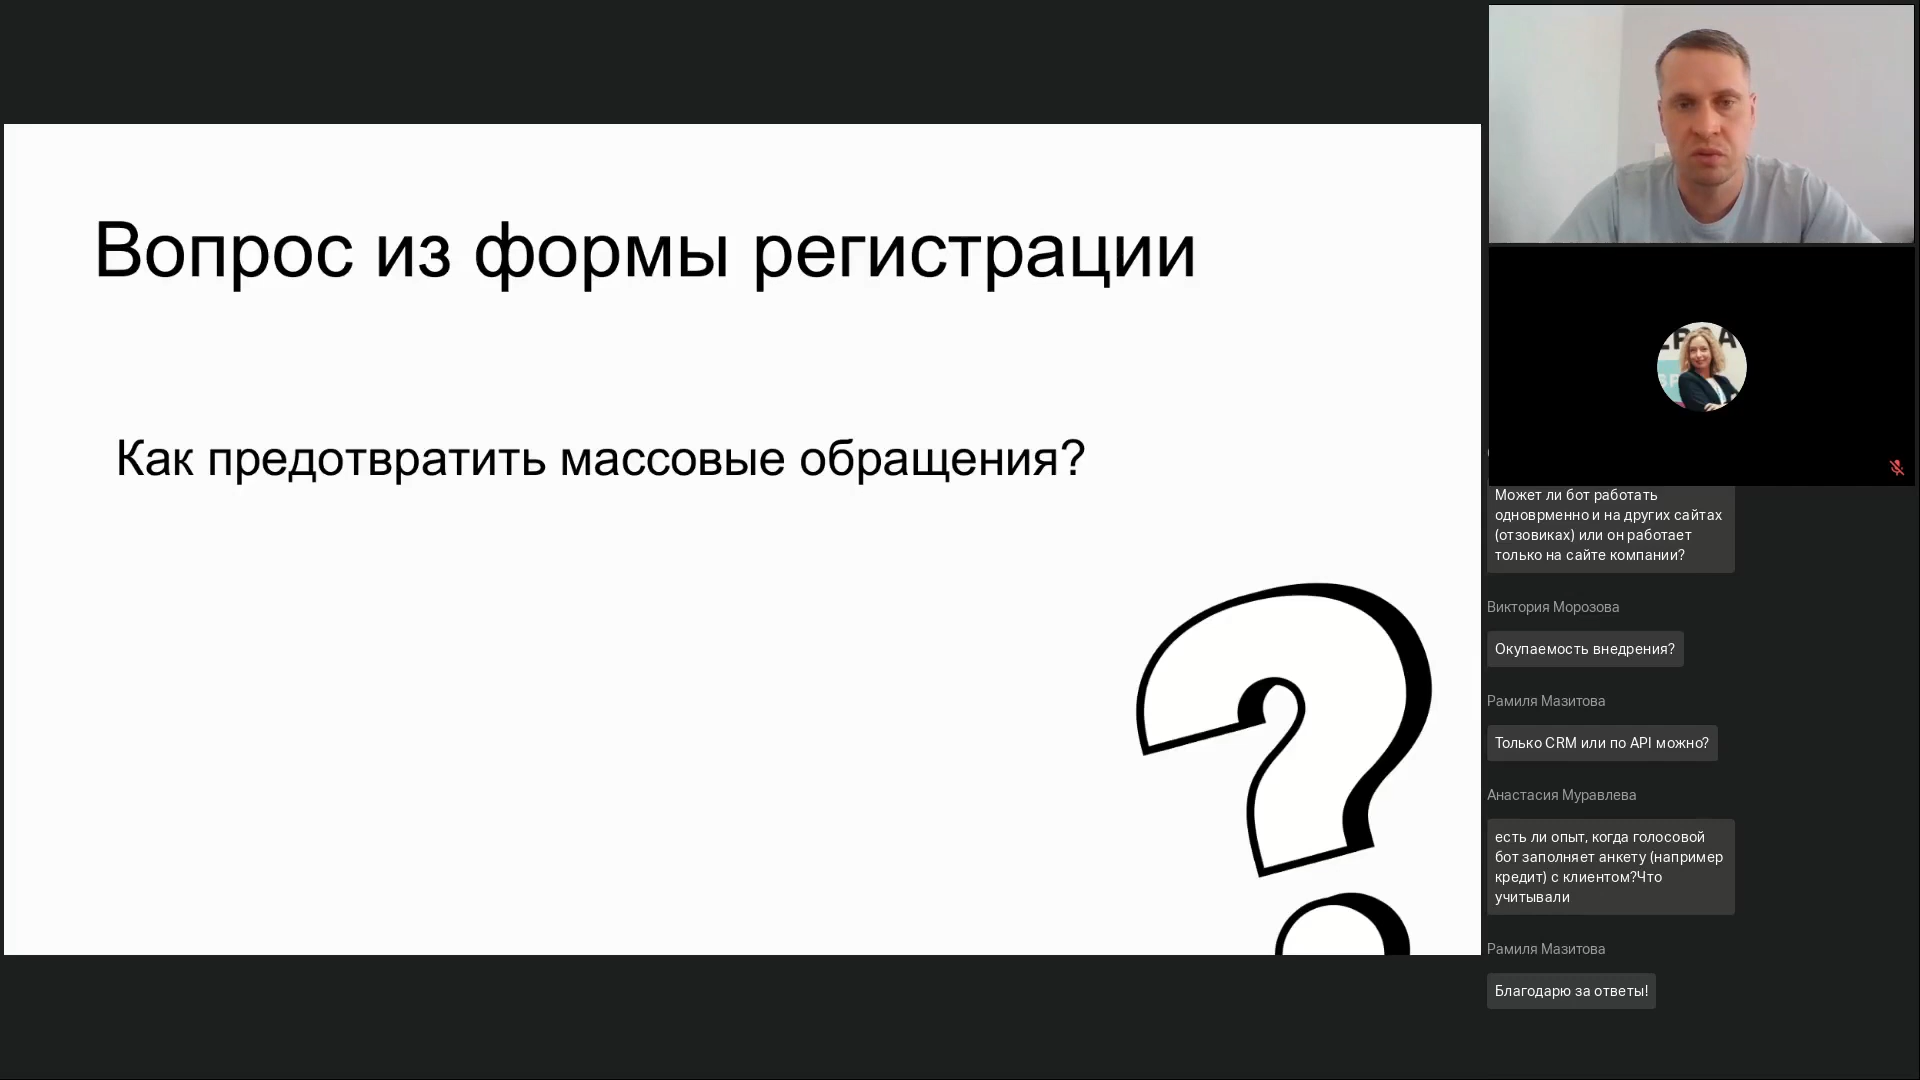 Вопрос из формы регистрации
Как предотвратить массовые обращения?
Может ли бот работать
одноврменно и на других сайтах
(отзовиках) или он работает
только на сайте компании?
Виктория Морозова
Окупаемость внедрения?
Рамиля Мазитова
Только CRM или по API можно?
Анастасия Муравлева
есть ли опыт, когда голосовой
бот заполняет анкету (например
кредит) с клиентом?Что
учитывали
Рамиля Мазитова
Благодарю за ответы!